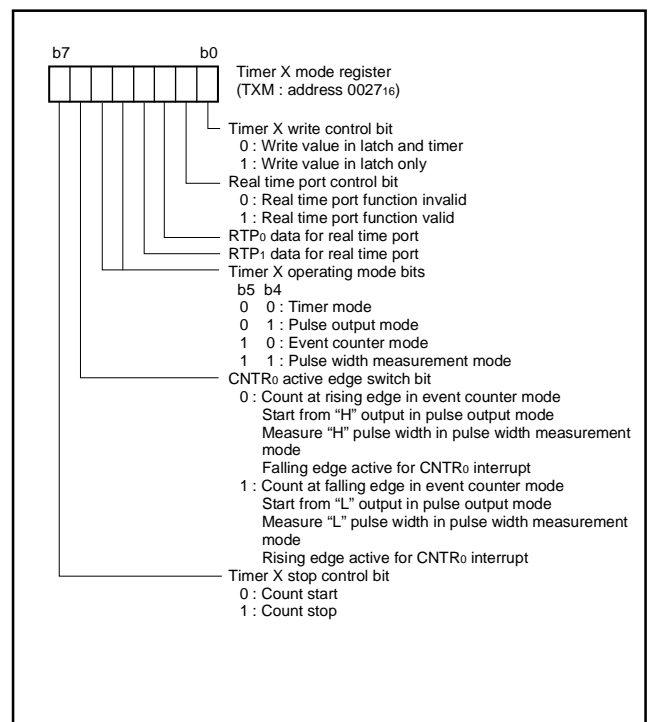 b7 b0
Timer X mode register
(TXM : address 002716)
Timer X write control bit
0 : Write value in latch and timer
1 : Write value in latch only
Real time port control bit
0 : Real time port function invalid
1 : Real time port function valid
RTP0 data for real time port
RTP1 data for real time port
Timer X operating mode bits
b5 b4
0 0 : Timer mode
0 1 : Pulse output mode
1 0 : Event counter mode
1 1 : Pulse width measurement mode
CNTR0 active edge switch bit
0 : Count at rising edge in event counter mode
Start from “H” output in pulse output mode
Measure “H” pulse width in pulse width measurement
mode
Falling edge active for CNTR0 interrupt
1 : Count at falling edge in event counter mode
Start from “L” output in pulse output mode
Measure “L” pulse width in pulse width measurement
mode
Rising edge active for CNTR0 interrupt
Timer X stop control bit
0 : Count start
1 : Count stop